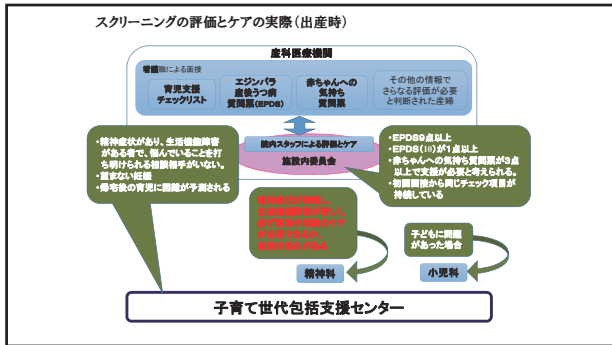 スクリーニングの評価とケアの実際(出産時)
産科医療機関
看護職による面接
育児支援
チェックリスト
エジンバラ
産後うつ病
質問票(EPDS)
赤ちゃんへの
気持ち
質問票
その他の情報で
さらなる評価が必要
と判断された産婦
院内スタッフによる評価とケア
施設内委員会
・精神症状があり、生活機能障害
がある者で、悩んでいることを打
ち明けられる相談相手がいない。
・望まない妊娠
・帰宅後の育児に困難が予測される
・EPDS9点以上
・EPDS(10)が1点以上
・赤ちゃんへの気持ち質問票が3点
以上で支援が必要と考えられる。
・初回面接から同じチェック項目が
持続している
子どもに問題
があった場合
精神科
小児科
子育て世代包括支援センター